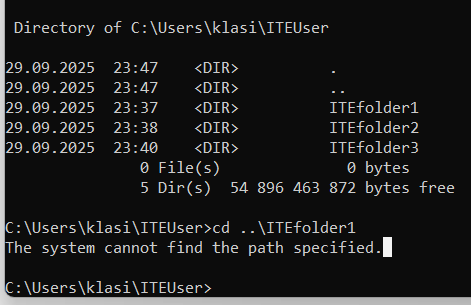 Directory of C:\Users\klasi\ITEUser
29.09.2025  23:47    <DIR>          .
29.09.2025  23:47    <DIR>          ..
29.09.2025  23:37    <DIR>          ITEfolder1
29.09.2025  23:38    <DIR>          ITEfolder2
29.09.2025  23:40    <DIR>          ITEfolder3
0 File(s)              0 bytes
5 Dir(s)  54 896 463 872 bytes free
C:\Users\klasi\ITEUser>cd ..\ITEfolder1
The system cannot find the path specified.
C:\Users\klasi\ITEUser>